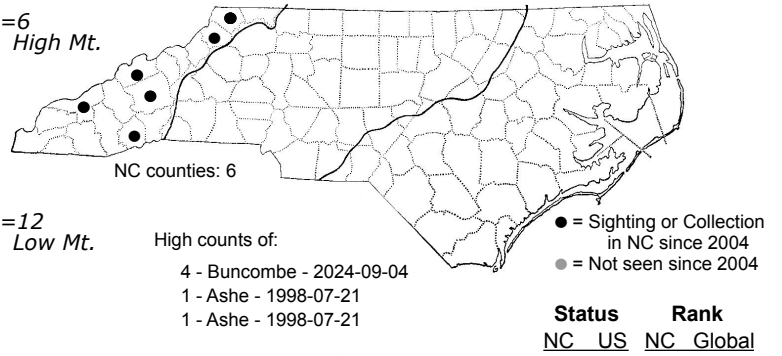 =6
High Mt.
NC counties: 6
=12
Low Mt.
High counts of:
4 - Buncombe - 2024-09-04
1 - Ashe - 1998-07-21
1 - Ashe - 1998-07-21
= Sighting or Collection
in NC since 2004
= Not seen since 2004
Status Rank
NC US NC Global